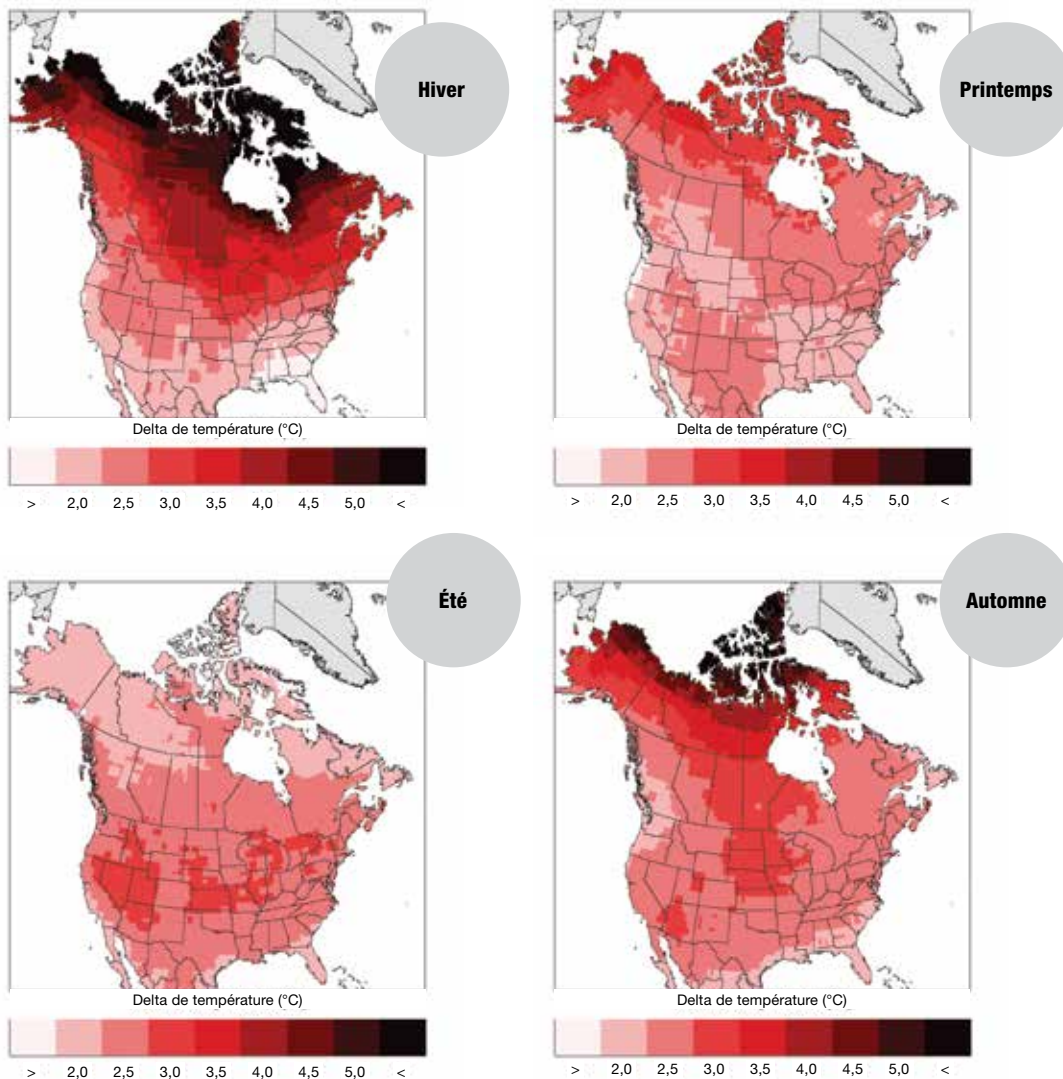 Hiver
Printemps
Delta de température (°C)
> 2,0 2,5 3,0 3,5 4,0 4,5 5,0 <
Delta de température (°C)
> 2,0 2,5 3,0 3,5 4,0 4,5 5,0 <
Été
Automne
Delta de température (°C)
> 2,0 2,5 3,0 3,5 4,0 4,5 5,0 <
Delta de température (°C)
> 2,0 2,5 3,0 3,5 4,0 4,5 5,0 <